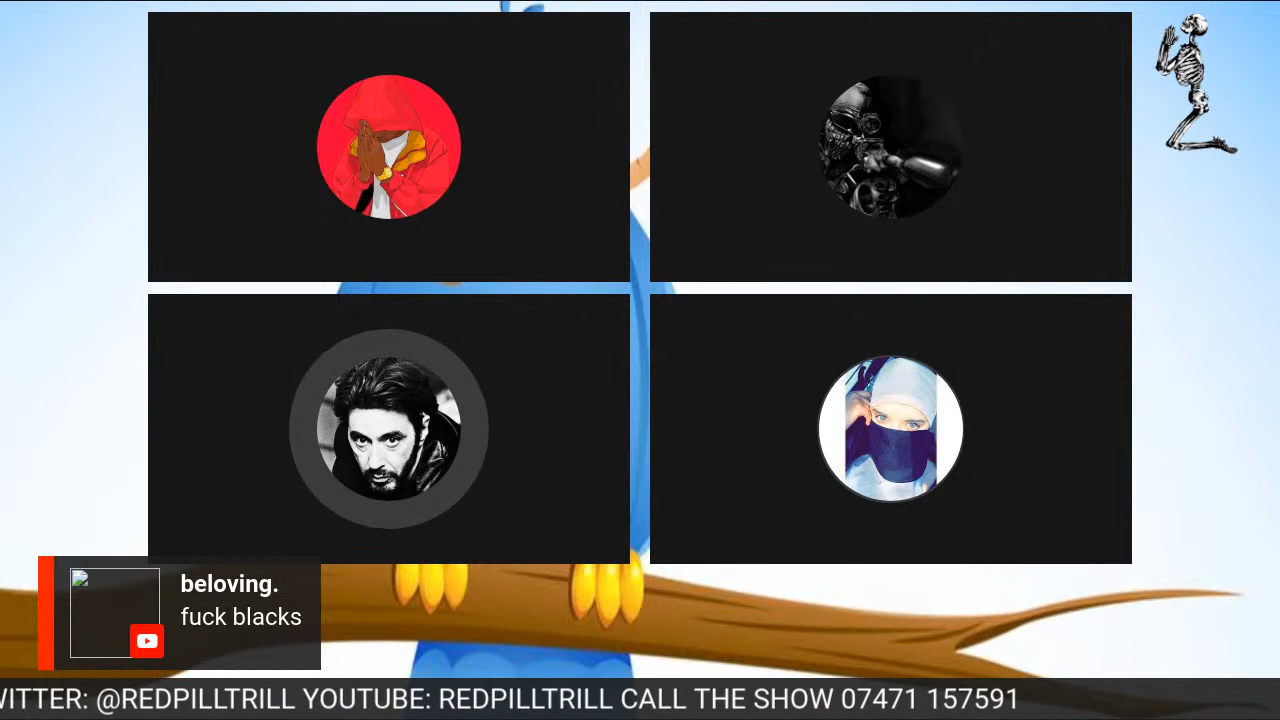 beloving.
fuck blacks
WITTER: @REDPILLTRILL YOUTUBE: REDPILLTRILL CALL THE SHOW 07471 157591